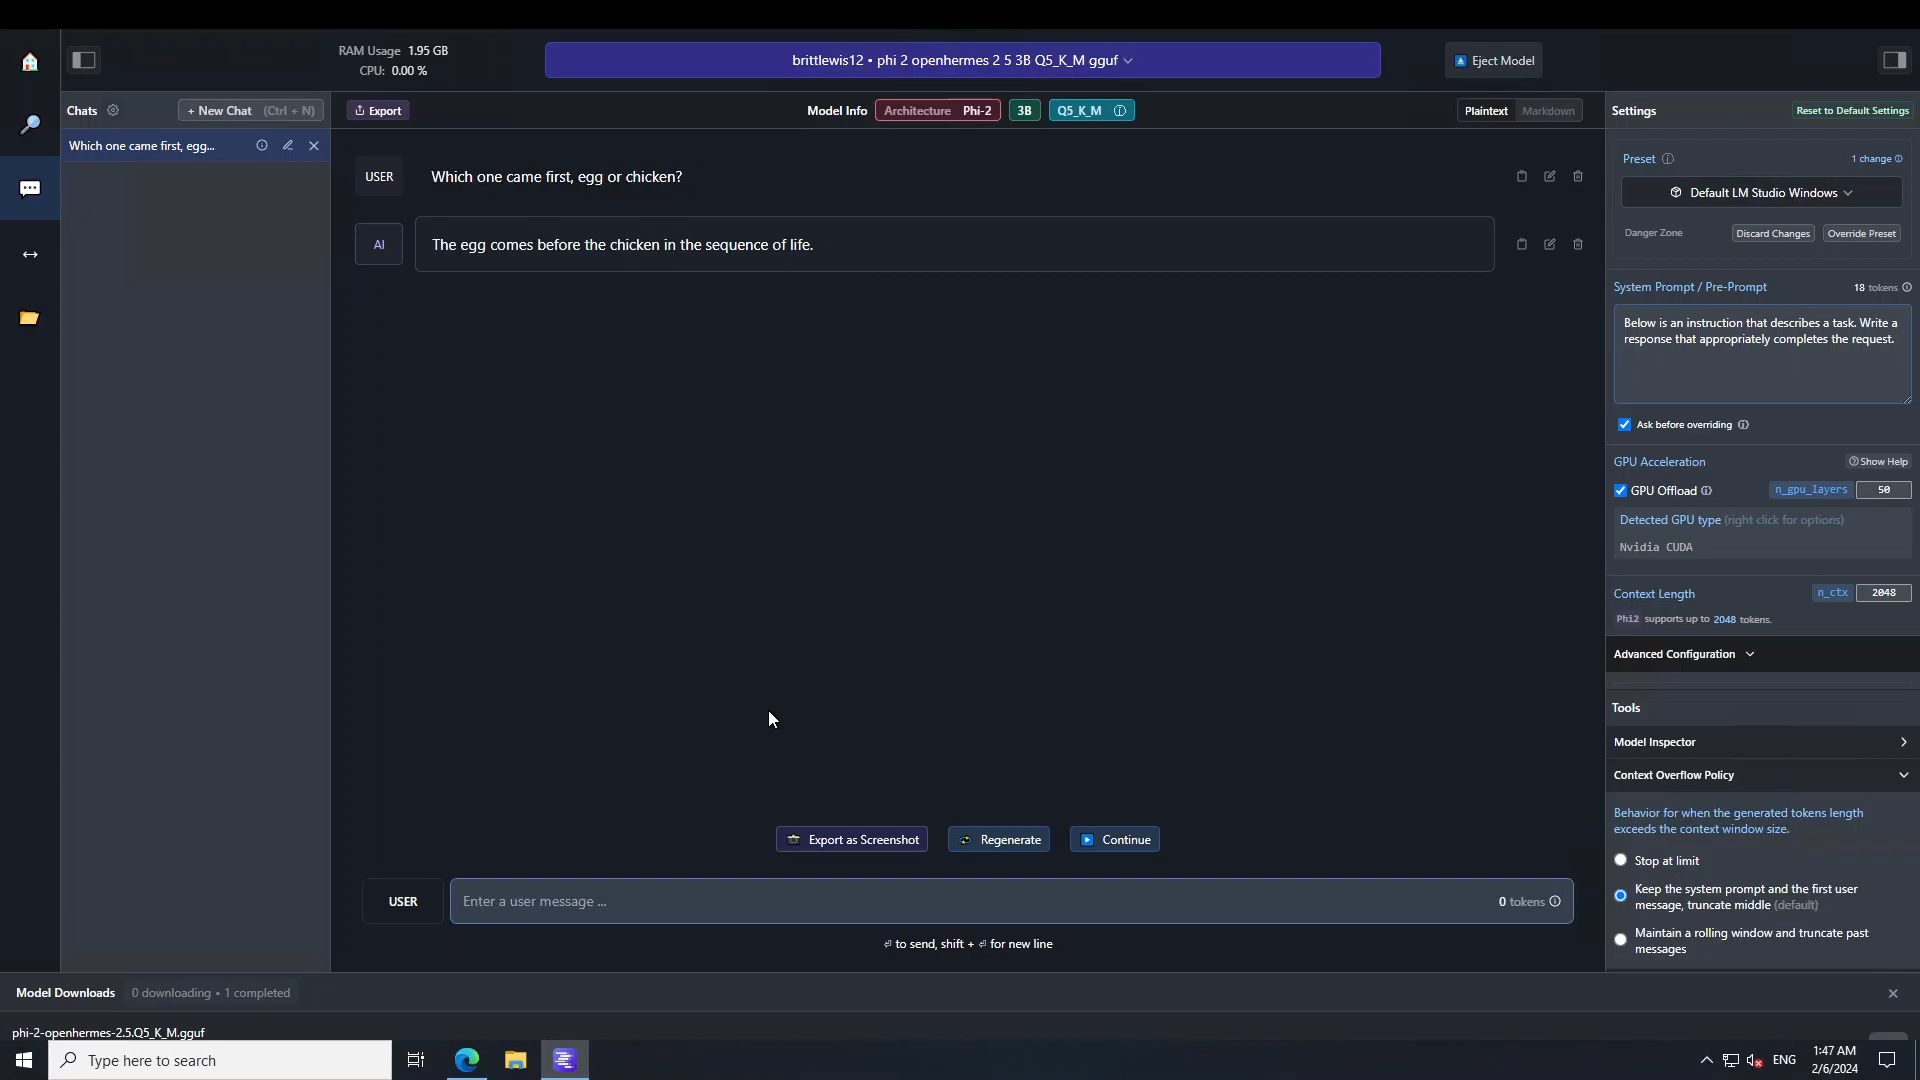 RAM Usage 1.95 GB
CPU: 0.00 %
brittlewis12 • phi 2 openhermes 2 5 3B Q5_K_M gguf
Eject Model
Chats
+ New Chat (Ctrl + N)
Export
Model Info
Architecture Phi-2
3B
Q5_K_M
Plaintext Markdown
Settings
Reset to Default Settings
Which one came first, egg...
USER
Which one came first, egg or chicken?
AI
The egg comes before the chicken in the sequence of life.
Preset
1 change
Default LM Studio Windows
Danger Zone
Discard Changes
Override Preset
System Prompt / Pre-Prompt
18 tokens
Below is an instruction that describes a task. Write a
response that appropriately completes the request.
Ask before overriding
GPU Acceleration
Show Help
GPU Offload
n_gpu_layers
50
Detected GPU type (right click for options)
Nvidia CUDA
Context Length
n_ctx
2048
Phi2 supports up to 2048 tokens.
Advanced Configuration
Tools
Model Inspector
Context Overflow Policy
Behavior for when the generated tokens length
exceeds the context window size.
Stop at limit
Keep the system prompt and the first user
message, truncate middle (default)
Maintain a rolling window and truncate past
messages
Export as Screenshot
Regenerate
Continue
USER
Enter a user message ...
0 tokens
⏎ to send, shift + ⏎ for new line
Model Downloads
0 downloading • 1 completed
phi-2-openhermes-2.5.Q5_K_M.gguf
Type here to search
ENG
1:47 AM
2/6/2024